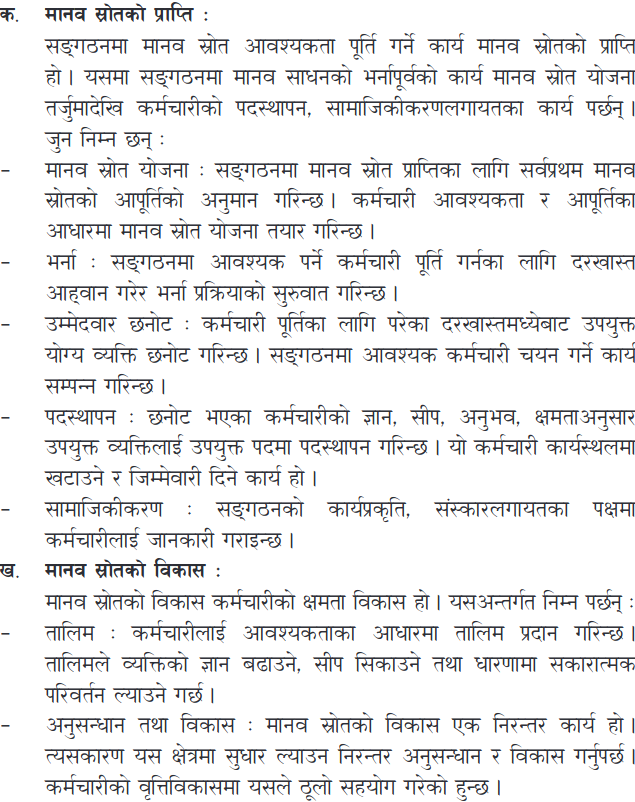 क. मानव स्रोतको प्राप्ति :
सङ्गठनमा मानव स्रोत आवश्यकता पूर्ति गर्ने कार्य मानव स्रोतको प्राप्ति
हो। यसमा सङ्गठनमा मानव साधनको भर्नापूर्वको कार्य मानव स्रोत योजना
तर्जुमादेखि कर्मचारीको पदस्थापन, सामाजिकीकरणलगायतका कार्य पर्छन्।
जुन निम्न छन् :
- मानव स्रोत योजना : सङ्गठनमा मानव स्रोत प्राप्तिका लागि सर्वप्रथम मानव
स्रोतको आपूर्तिको अनुमान गरिन्छ। कर्मचारी आवश्यकता र आपूर्तिका
आधारमा मानव स्रोत योजना तयार गरिन्छ।
- भर्ना : सङ्गठनमा आवश्यक पर्ने कर्मचारी पूर्ति गर्नका लागि दरखास्त
आह्वान गरेर भर्ना प्रक्रियाको सुरुवात गरिन्छ।
- उम्मेदवार छनोट : कर्मचारी पूर्तिका लागि परेका दरखास्तमध्येबाट उपयुक्त
योग्य व्यक्ति छनोट गरिन्छ। सङ्गठनमा आवश्यक कर्मचारी चयन गर्ने कार्य
सम्पन्न गरिन्छ।
- पदस्थापन : छनोट भएका कर्मचारीको ज्ञान, सीप, अनुभव, क्षमताअनुसार
उपयुक्त व्यक्तिलाई उपयुक्त पदमा पदस्थापन गरिन्छ। यो कर्मचारी कार्यस्थलमा
खटाउने र जिम्मेवारी दिने कार्य हो।
- सामाजिकीकरण : सङ्गठनको कार्यप्रकृति, संस्कारलगायतका पक्षमा
कर्मचारीलाई जानकारी गराइन्छ।
ख. मानव स्रोतको विकास :
मानव स्रोतको विकास कर्मचारीको क्षमता विकास हो। यसअन्तर्गत निम्न पर्छन् :
- तालिम : कर्मचारीलाई आवश्यकताका आधारमा तालिम प्रदान गरिन्छ।
तालिमले व्यक्तिको ज्ञान बढाउने, सीप सिकाउने तथा धारणामा सकारात्मक
परिवर्तन ल्याउने गर्छ।
- अनुसन्धान तथा विकास : मानव स्रोतको विकास एक निरन्तर कार्य हो।
त्यसकारण यस क्षेत्रमा सुधार ल्याउन निरन्तर अनुसन्धान र विकास गर्नुपर्छ।
कर्मचारीको वृत्तिविकासमा यसले ठूलो सहयोग गरेको हुन्छ।